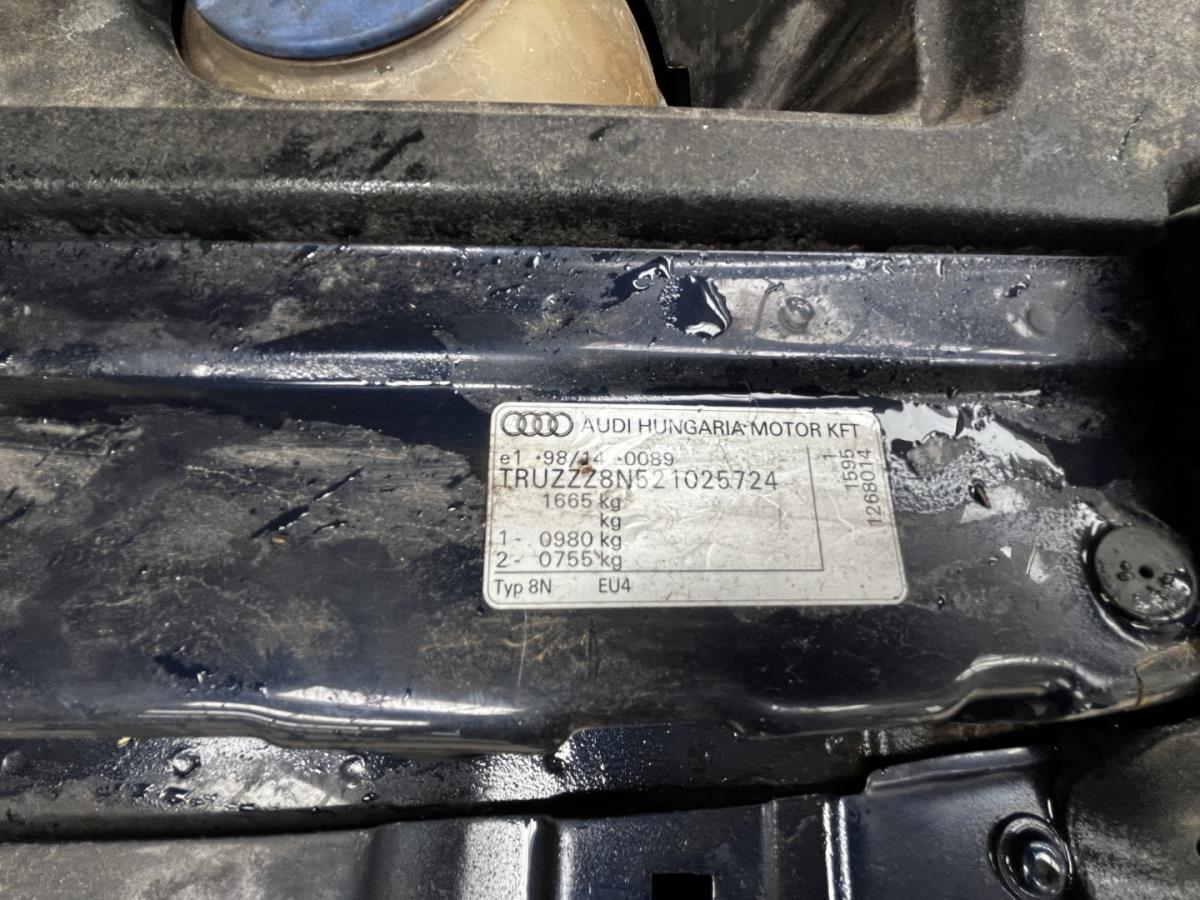 AUDI HUNGARIA MOTOR KFT
e1 *98/14 *0089
TRUZZZ8N521025724
1665 kg
kg
1- 0980 kg
2- 0755 kg
Typ 8N EU4
1595 1
1268014